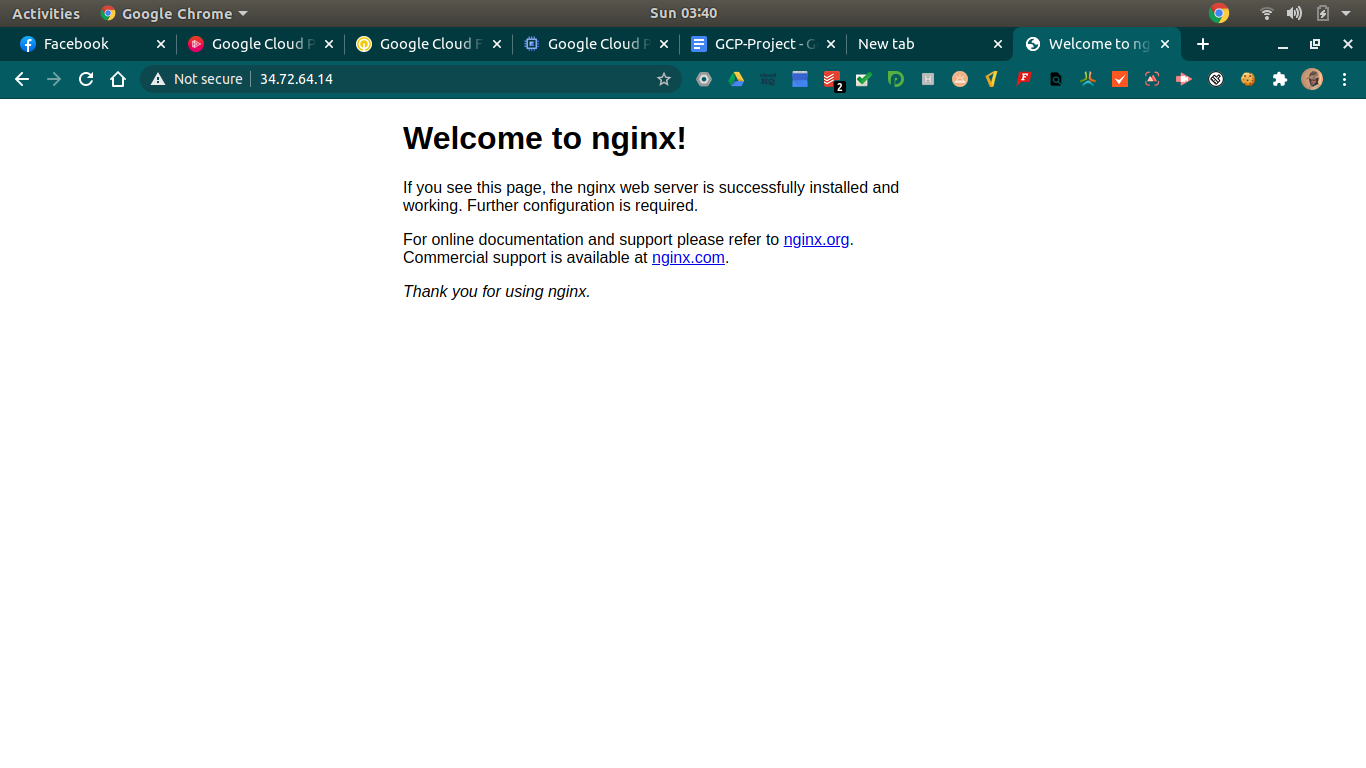 Activities Google Chrome Sun 03:40
Facebook Google Cloud P Google Cloud F Google Cloud P GCP-Project - G New tab Welcome to ng
Not secure 34.72.64.14
2
Welcome to nginx!
If you see this page, the nginx web server is successfully installed and
working. Further configuration is required.
For online documentation and support please refer to nginx.org.
Commercial support is available at nginx.com.
Thank you for using nginx.